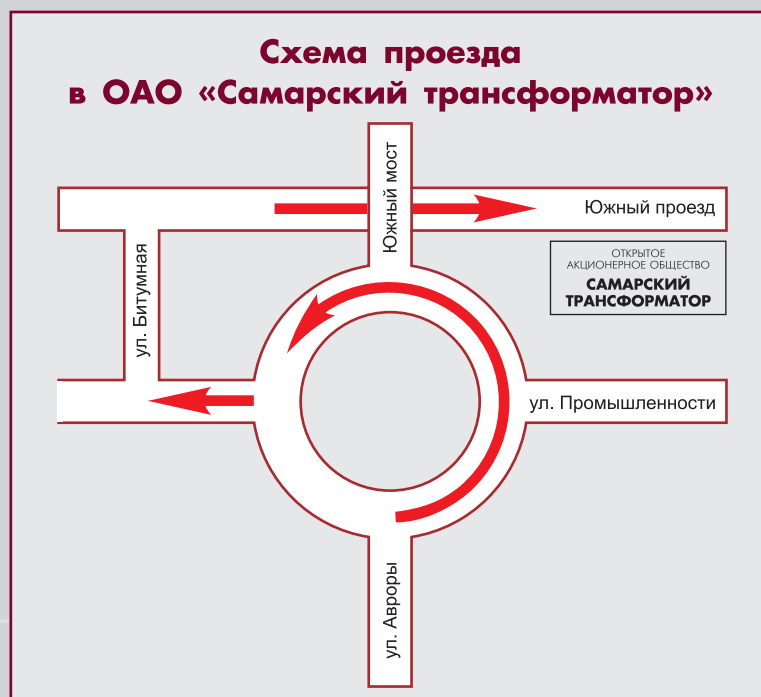 Схема проезда
в ОАО «Самарский трансформатор»
Южный мост
Южный проезд
ОТКРЫТОЕ
АКЦИОНЕРНОЕ ОБЩЕСТВО
САМАРСКИЙ
ТРАНСФОРМАТОР
ул. Битумная
ул. Промышленности
ул. Авроры